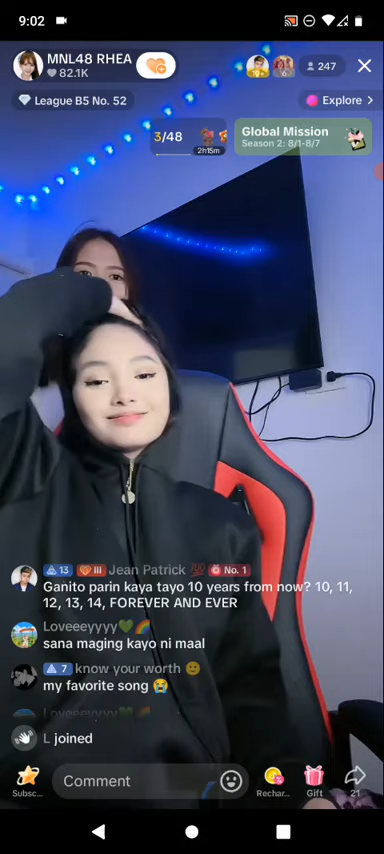 9:02
MNL48 RHEA
82.1K
6
247
League B5 No. 52
Explore >
3/48
2h15m
Global Mission
Season 2: 8/1-8/7
13 III Jean Patrick 💯 No. 1
Ganito parin kaya tayo 10 years from now? 10, 11,
12, 13, 14, FOREVER AND EVER
Loveeeyyyy💚🌈
sana maging kayo ni maal
7 know your worth 🙂
my favorite song 😭
Loveeeyyyy💚🌈
L joined
Subsc...
Comment
Rechar...
Gift
21